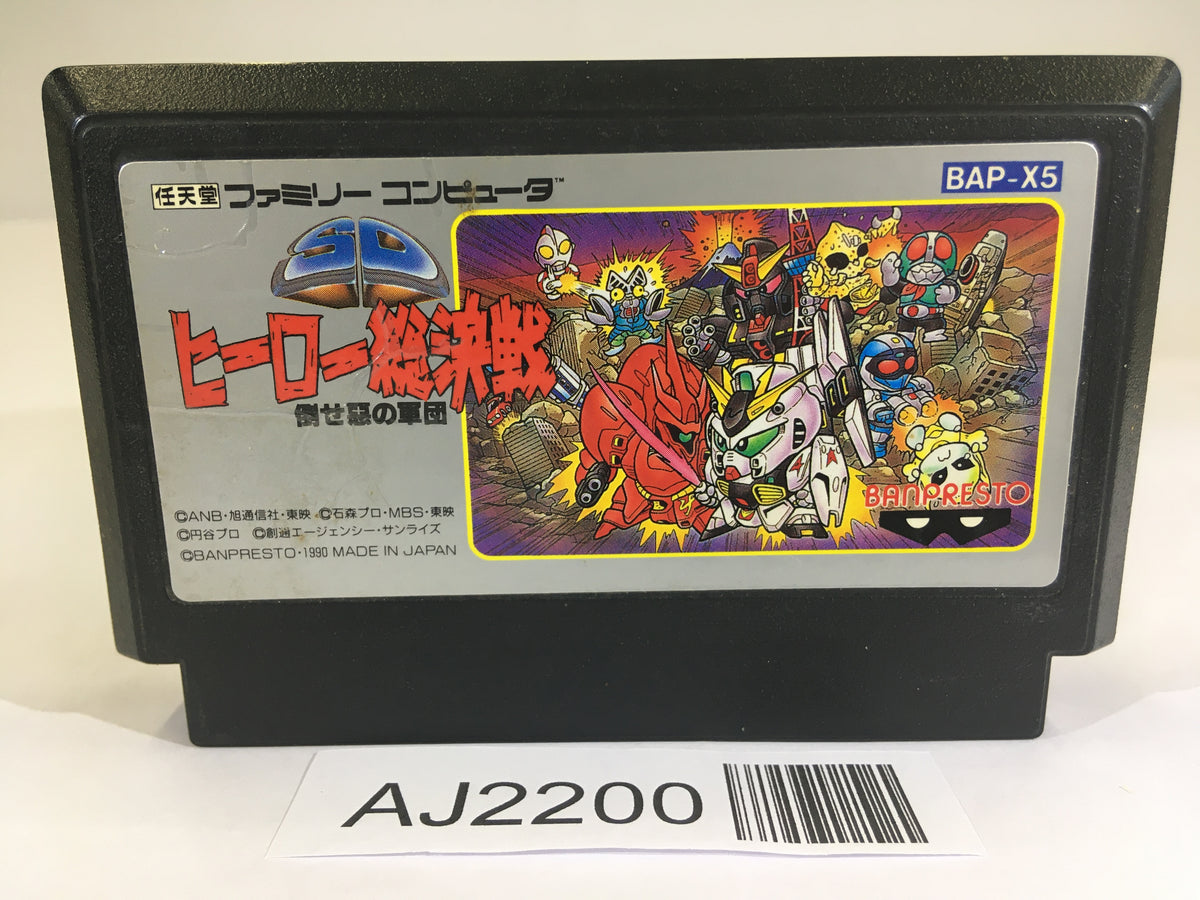 任天堂 ファミリー コンピュータ™
BAP-X5
SD
ヒーロー総決戦
倒せ悪の軍団
BANPRESTO
©ANB・旭通信社・東映 ©石森プロ・MBS・東映
©円谷プロ ©創通エージェンシー・サンライズ
©BANPRESTO・1990 MADE IN JAPAN
AJ2200